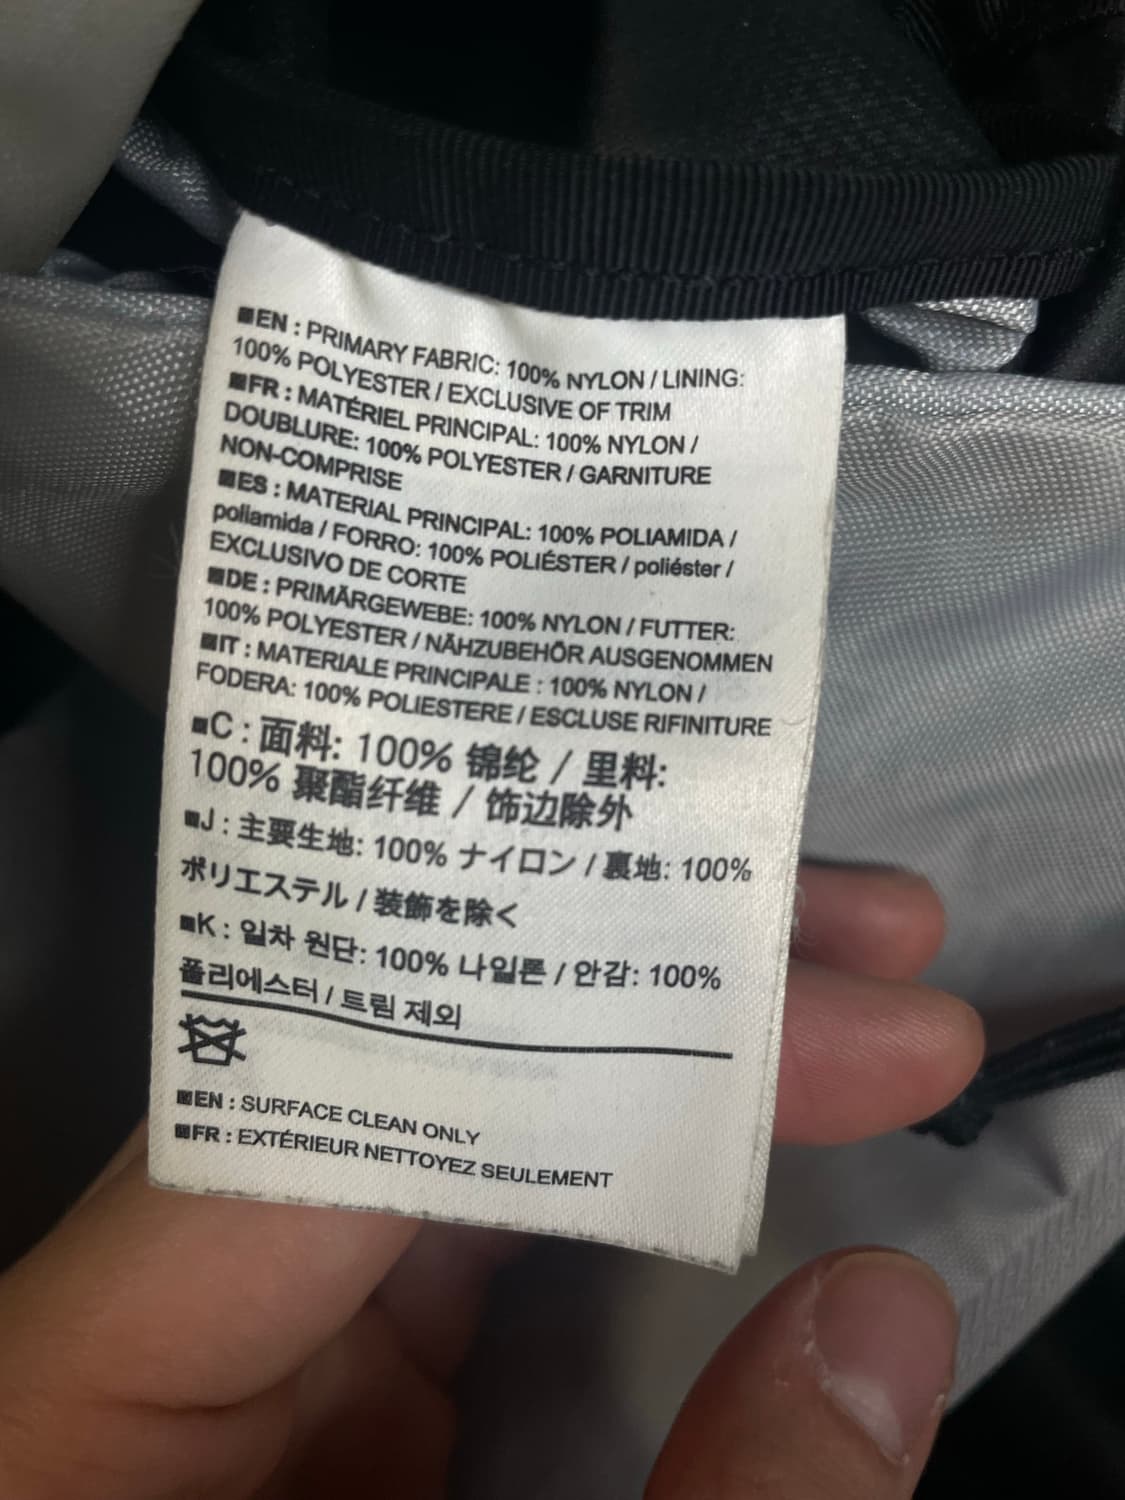 ■EN : PRIMARY FABRIC: 100% NYLON / LINING:
100% POLYESTER / EXCLUSIVE OF TRIM
■FR : MATÉRIEL PRINCIPAL: 100% NYLON /
DOUBLURE: 100% POLYESTER / GARNITURE
NON-COMPRISE
■ES : MATERIAL PRINCIPAL: 100% POLIAMIDA /
poliamida / FORRO: 100% POLIÉSTER / poliéster /
EXCLUSIVO DE CORTE
■DE : PRIMÄRGEWEBE: 100% NYLON / FUTTER:
100% POLYESTER / NÄHZUBEHÖR AUSGENOMMEN
■IT : MATERIALE PRINCIPALE : 100% NYLON /
FODERA: 100% POLIESTERE / ESCLUSE RIFINITURE
■C : 面料: 100% 锦纶 / 里料:
100% 聚酯纤维 / 饰边除外
■J : 主要生地: 100% ナイロン / 裏地: 100%
ポリエステル / 装飾を除く
■K : 일차 원단: 100% 나일론 / 안감: 100%
폴리에스터 / 트림 제외
■EN : SURFACE CLEAN ONLY
■FR : EXTÉRIEUR NETTOYEZ SEULEMENT